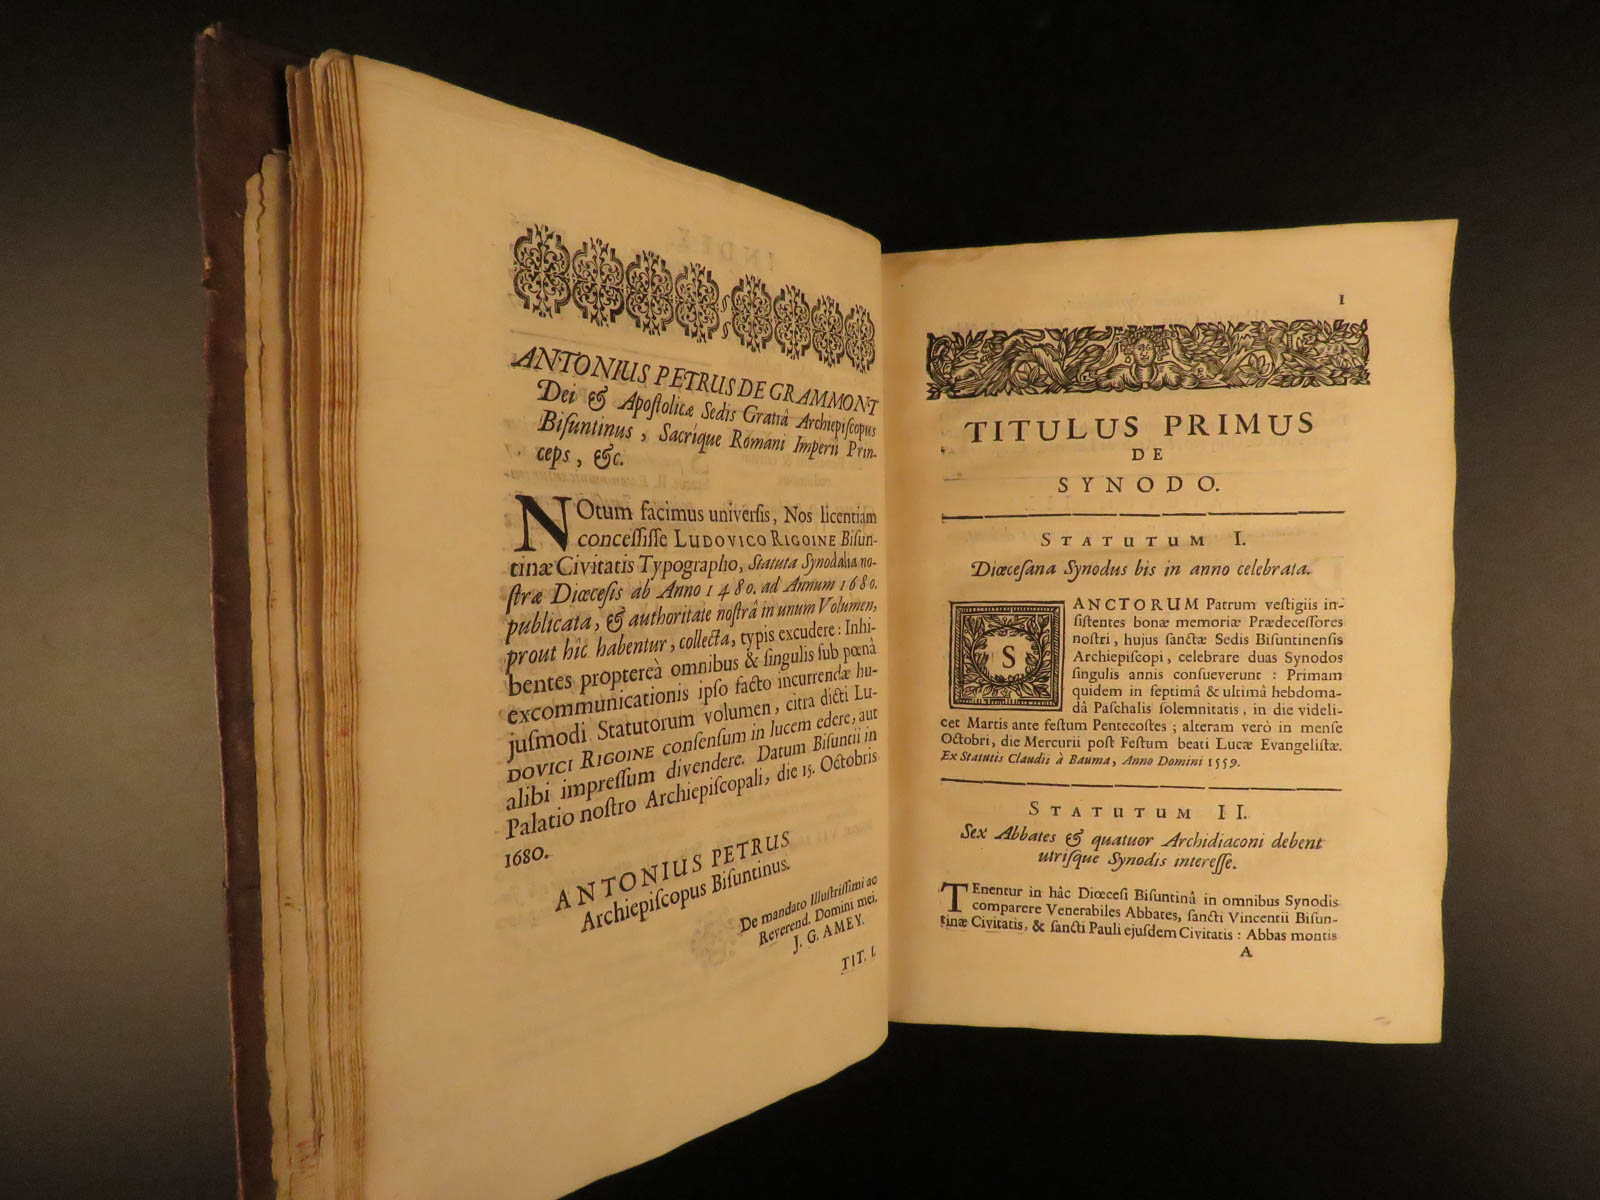 ANTONIUS PETRUS DE GRAMMONT
Dei & Apoſtolicæ Sedis Gratiâ Archiepiſcopus
Biſuntinus, Sacrique Romani Imperii Prin-
ceps, &c.
NOtum facimus univerſis, Nos licentiam
conceſſiſſe LUDOVICO RIGOINE Biſun-
tinæ Civitatis Typographo, Statuta Synodalia no-
ſtræ Diœceſis ab Anno 1480. ad Annum 1680.
publicata, & authoritate noſtrâ in unum Volumen,
prout hîc habentur, collecta, typis excudere: Inhi-
bentes propterea omnibus & ſingulis ſub pœnâ
excommunicationis ipſo facto incurrendæ hu-
juſmodi Statutorum volumen, citra dicti Lu-
DOVICI RIGOINE conſenſum in lucem edere, aut
alibi impreſſum divendere. Datum Biſuntii in
Palatio noſtro Archiepiſcopali, die 15. Octobris
1680.
ANTONIUS PETRUS
Archiepiſcopus Biſuntinus.
De mandato Illuſtriſſimi ac
Reverend. Domini mei.
J. G. AMEY.
TIT. I.
1
TITULUS PRIMUS
DE
SYNODO.
STATUTUM I.
Diœceſana Synodus bis in anno celebrata.
SANCTORUM Patrum veſtigiis in-
ſiſtentes bonæ memoriæ Prædeceſſores
noſtri, hujus ſanctæ Sedis Biſuntinenſis
Archiepiſcopi, celebrare duas Synodos
ſingulis annis conſueverunt : Primam
quidem in ſeptimâ & ultimâ hebdoma-
dâ Paſchalis ſolemnitatis, in die videli-
cet Martis ante feſtum Pentecoſtes ; alteram verò in menſe
Octobri, die Mercurii poſt Feſtum beati Lucæ Evangeliſtæ.
Ex Statutis Claudii à Bauma, Anno Domini 1559.
STATUTUM II.
Sex Abbates & quatuor Archidiaconi debent
utriſque Synodis intereſſe.
TEnentur in hâc Diœceſi Biſuntinâ in omnibus Synodis
comparere Venerabiles Abbates, ſancti Vincentii Biſun-
tinæ Civitatis, & ſancti Pauli ejuſdem Civitatis : Abbas montis
A